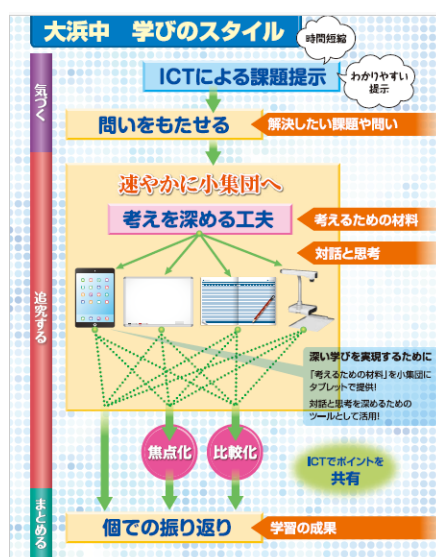 大浜中 学びのスタイル
時間短縮
ICTによる課題提示
わかりやすい
提示
気づく
問いをもたせる
解決したい課題や問い
速やかに小集団へ
考えを深める工夫
考えるための材料
対話と思考
追究する
深い学びを実現するために
「考えるための材料」を小集団に
タブレットで提供!
対話と思考を深めるための
ツールとして活用!
焦点化
比較化
ICTでポイントを
共有
まとめる
個での振り返り
学習の成果